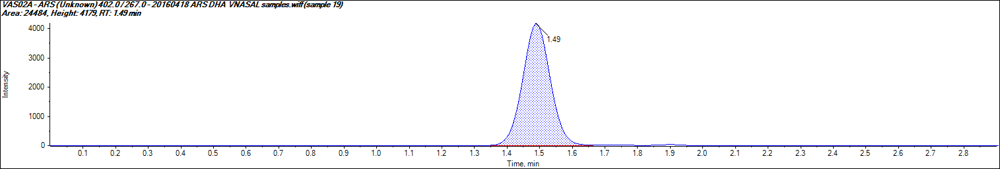 VAS02A - ARS (Unknown) 402.0 / 267.0 - 20160418 ARS DHA VNASAL samples.wiff (sample 19)
Area: 24484, Height: 4179, RT: 1.49 min
4000
1.49
3000
Intensity
2000
1000
0
0.1 0.2 0.3 0.4 0.5 0.6 0.7 0.8 0.9 1.0 1.1 1.2 1.3 1.4 1.5 1.6 1.7 1.8 1.9 2.0 2.1 2.2 2.3 2.4 2.5 2.6 2.7 2.8
Time, min